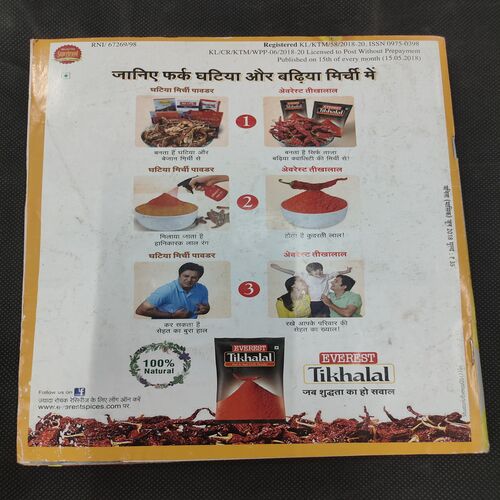 RNI/ 67269/98
Registered KL/KTM/58/2018-20, ISSN 0975-0398
KL/CR/KTM/WPP-06/2018-20 Licensed to Post Without Prepayment
Published on 15th of every month (15.05.2018)
जानिए फर्क घटिया और बढ़िया मिर्ची में
घटिया मिर्ची पावडर
एवरेस्ट तीखालाल
1
बनता है घटिया और
बेजान मिर्ची से
बनता है सिर्फ ताज़ा
बढ़िया क्वालिटी की मिर्ची से!
घटिया मिर्ची पावडर
एवरेस्ट तीखालाल
2
मिलाया जाता है
हानिकारक लाल रंग
होता है कुदरती लाल!
घटिया मिर्ची पावडर
एवरेस्ट तीखालाल
3
कर सकता है
सेहत का बुरा हाल
रखे आपके परिवार की
सेहत का ख्याल!
100%
Natural
EVEREST
Tikhalal
EVEREST
Tikhalal
जब शुद्धता का हो सवाल
Follow us on f
ज़्यादा रोचक रेसिपीज़ के लिए लॉग ऑन करें
www.everestspices.com पर.